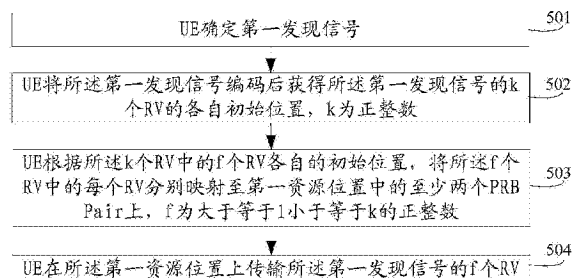 UE确定第一发现信号
501
UE将所述第一发现信号编码后获得所述第一发现信号的k
个RV的各自初始位置，k为正整数
502
UE根据所述k个RV中的f个RV各自的初始位置，将所述f个
RV中的每个RV分别映射至第一资源位置中的至少两个PRB
Pair上，f为大于等于1小于等于k的正整数
503
UE在所述第一资源位置上传输所述第一发现信号的f个RV
504